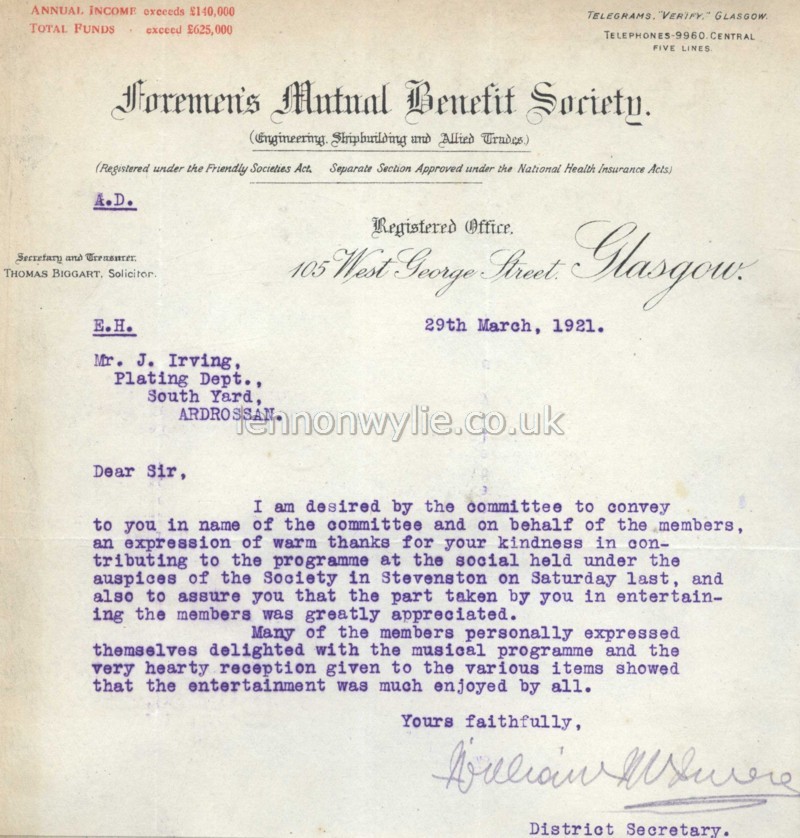 ANNUAL INCOME exceeds £140,000
TOTAL FUNDS · exceed £625,000
TELEGRAMS, "VERIFY," GLASGOW.
TELEPHONES-9960, CENTRAL
FIVE LINES.
Foremen's Mutual Benefit Society.
(Engineering, Shipbuilding and Allied Trades.)
(Registered under the Friendly Societies Act. Separate Section Approved under the National Health Insurance Acts)
A.D.
Registered Office.
Secretary and Treasurer.
THOMAS BIGGART, Solicitor.
105 West George Street. Glasgow.
E.H.
29th March, 1921.
Mr. J. Irving,
Plating Dept.,
South Yard,
ARDROSSAN.
lennonwylie.co.uk
Dear Sir,
I am desired by the committee to convey
to you in name of the committee and on behalf of the members,
an expression of warm thanks for your kindness in con-
tributing to the programme at the social held under the
auspices of the Society in Stevenston on Saturday last, and
also to assure you that the part taken by you in entertain-
ing the members was greatly appreciated.
Many of the members personally expressed
themselves delighted with the musical programme and the
very hearty reception given to the various items showed
that the entertainment was much enjoyed by all.
Yours faithfully,
William
District Secretary.